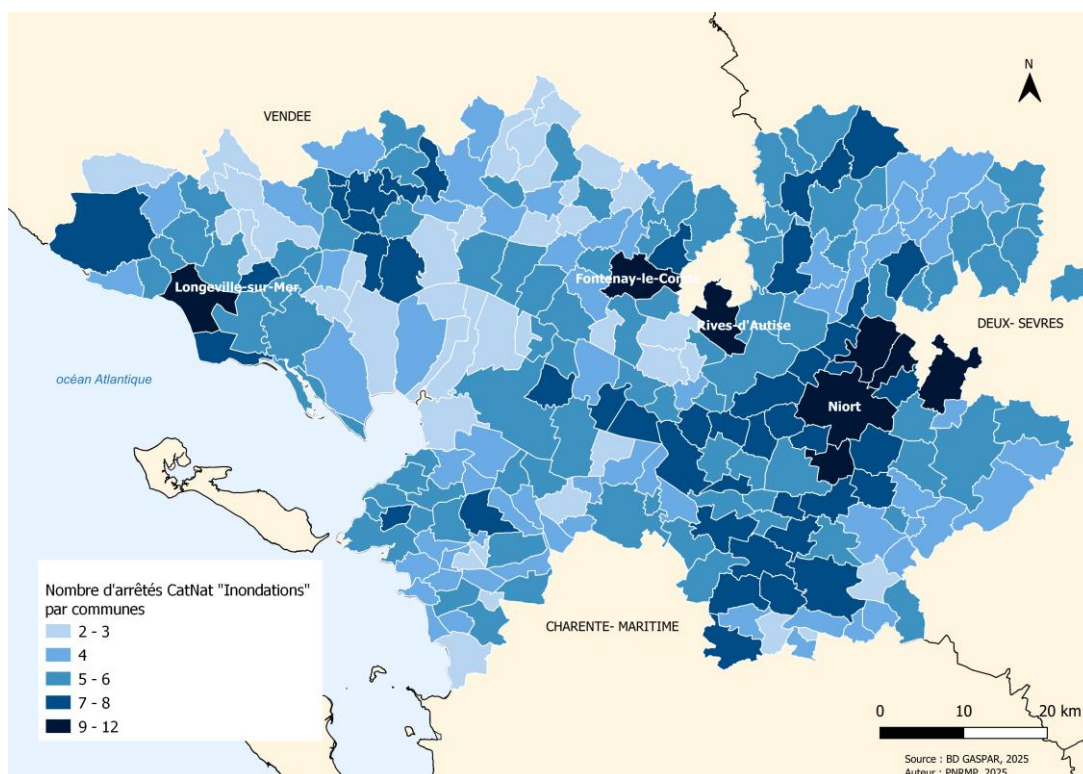 N
VENDEE
Longeville-sur-Mer
Fontenay-le-Comte
Rives-d'Autise
DEUX- SEVRES
océan Atlantique
Niort
Nombre d'arrêtés CatNat "Inondations"
par communes
2 - 3
4
5 - 6
7 - 8
9 - 12
CHARENTE- MARITIME
0 10 20 km
Source : BD GASPAR, 2025
Auteur : PNRMP, 2025